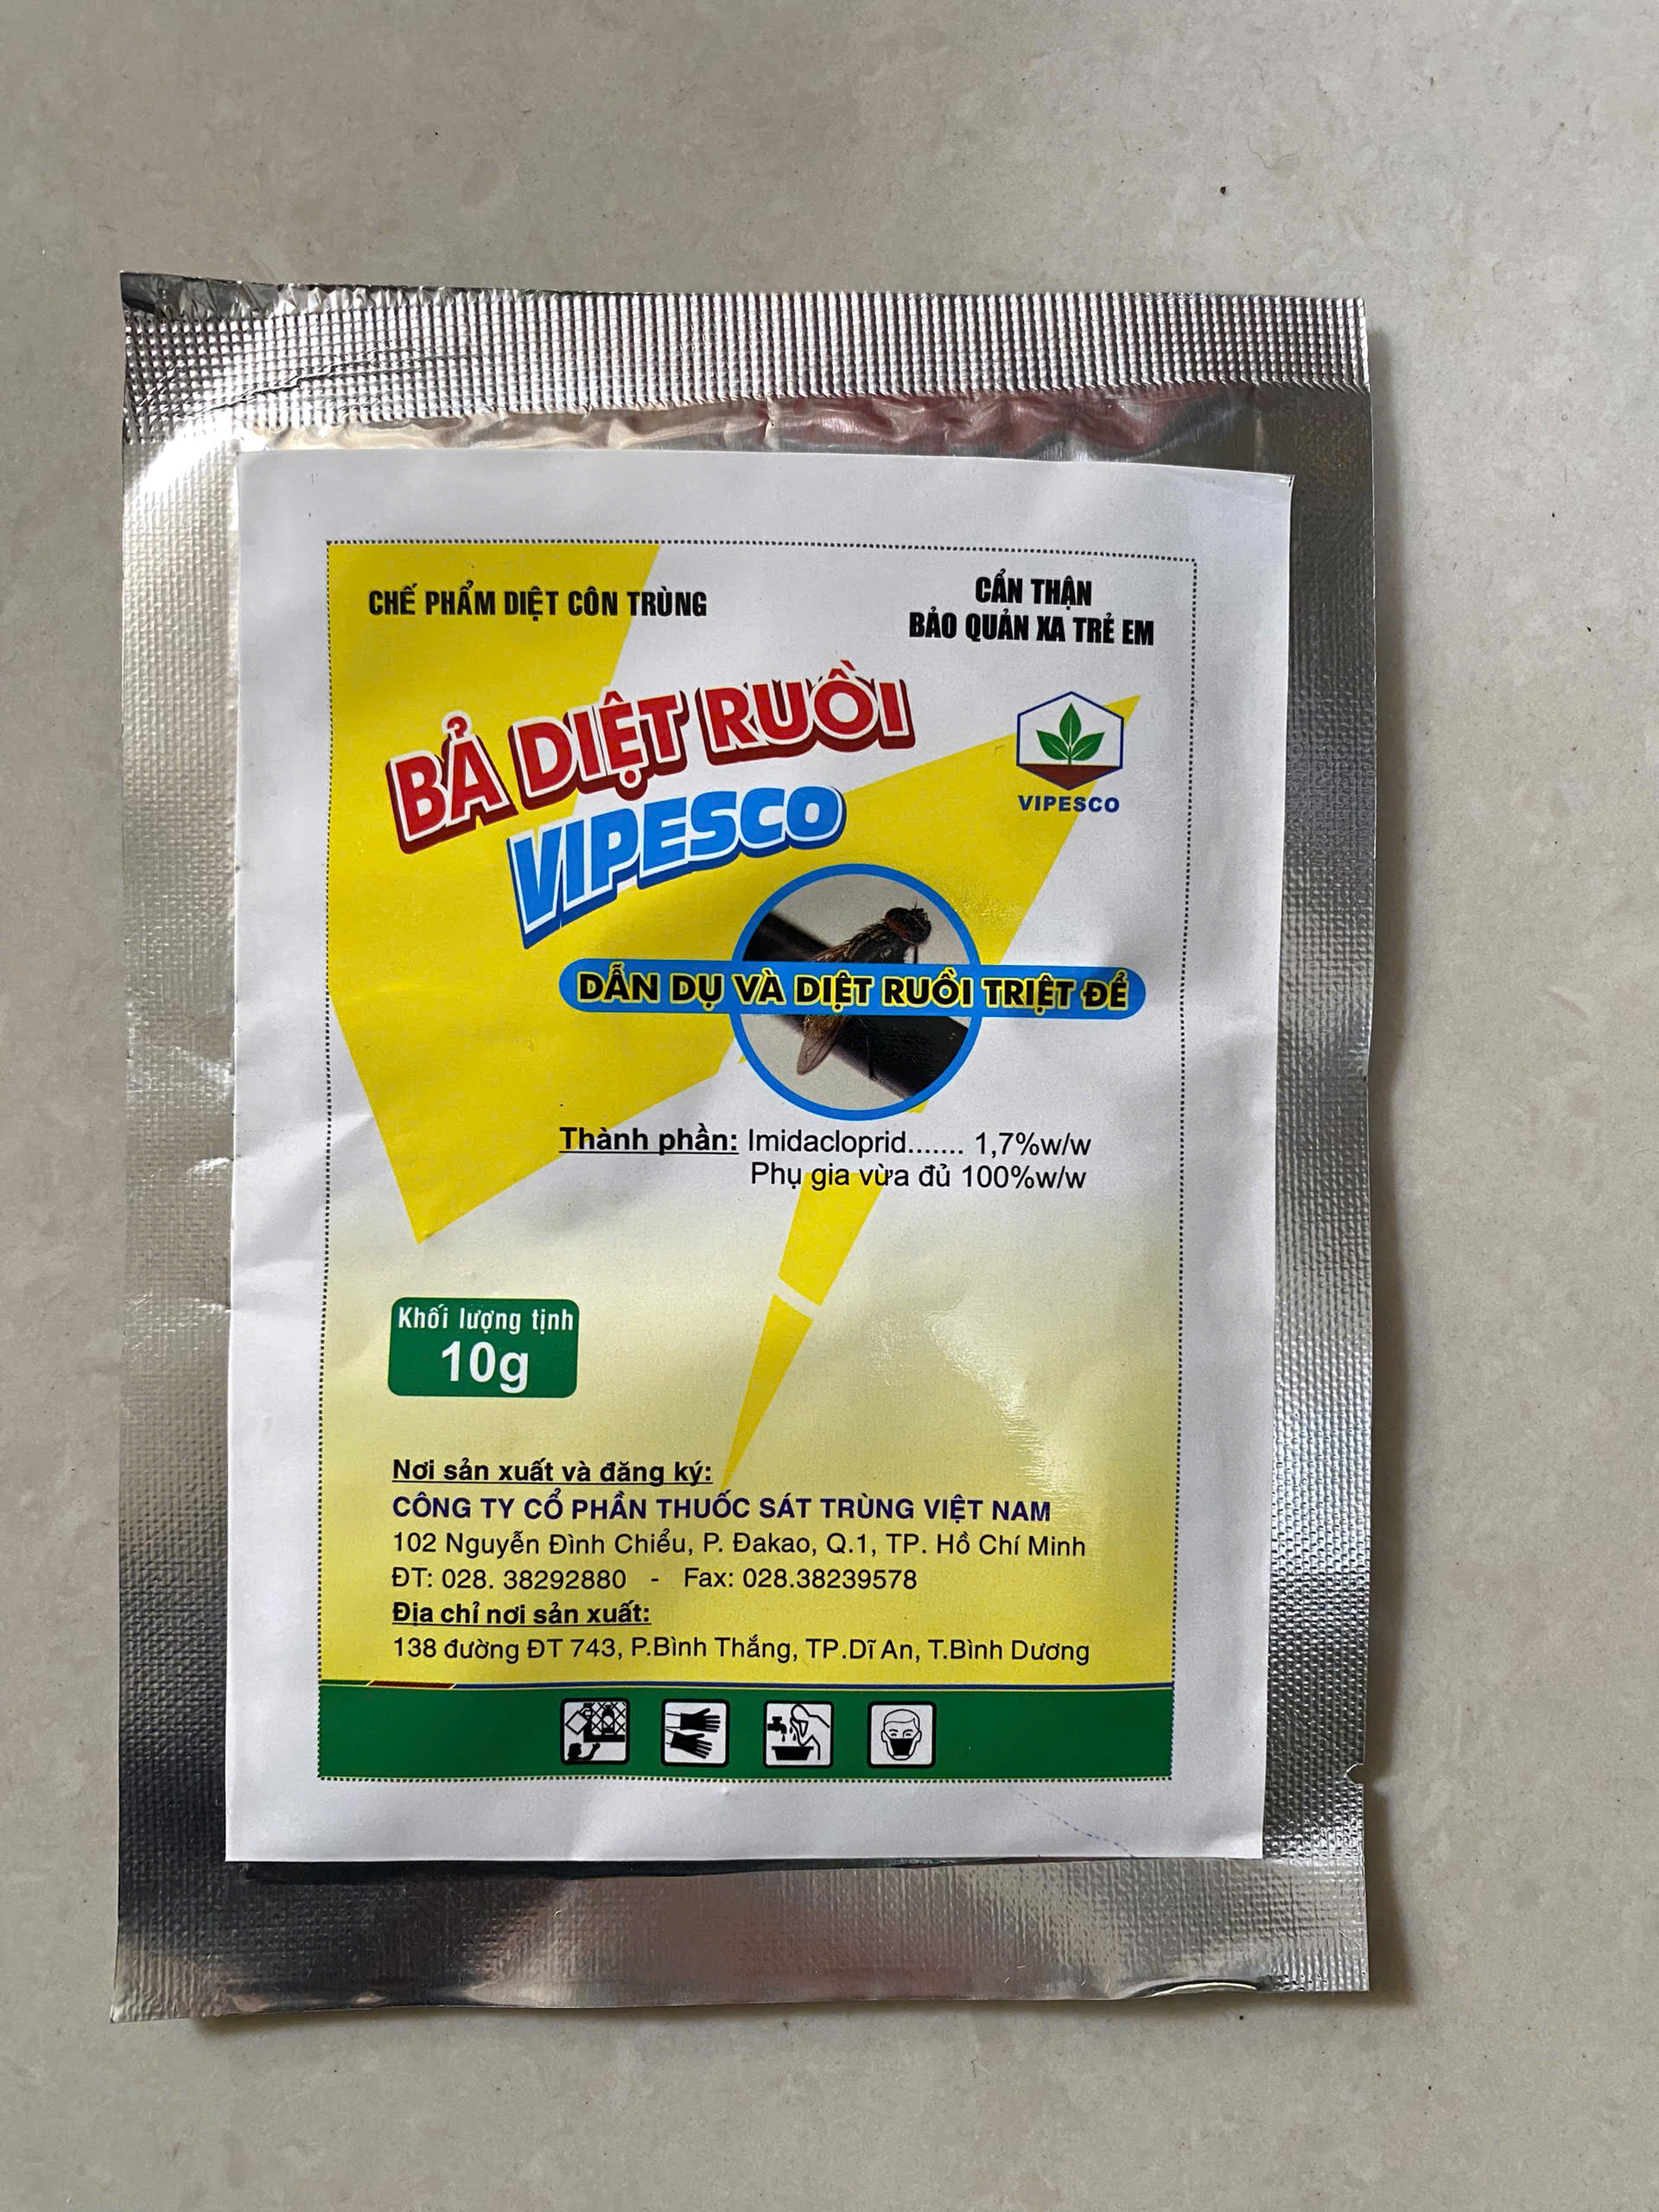 CHẾ PHẨM DIỆT CÔN TRÙNG
CẨN THẬN
BẢO QUẢN XA TRẺ EM
BẢ DIỆT RUỒI
VIPESCO
VIPESCO
DẪN DỤ VÀ DIỆT RUỒI TRIỆT ĐỂ
Thành phần: Imidacloprid....... 1,7%w/w
Phụ gia vừa đủ 100%w/w
Khối lượng tịnh
10g
Nơi sản xuất và đăng ký:
CÔNG TY CỔ PHẦN THUỐC SÁT TRÙNG VIỆT NAM
102 Nguyễn Đình Chiểu, P. Đakao, Q.1, TP. Hồ Chí Minh
ĐT: 028. 38292880 - Fax: 028.38239578
Địa chỉ nơi sản xuất:
138 đường ĐT 743, P.Bình Thắng, TP.Dĩ An, T.Bình Dương